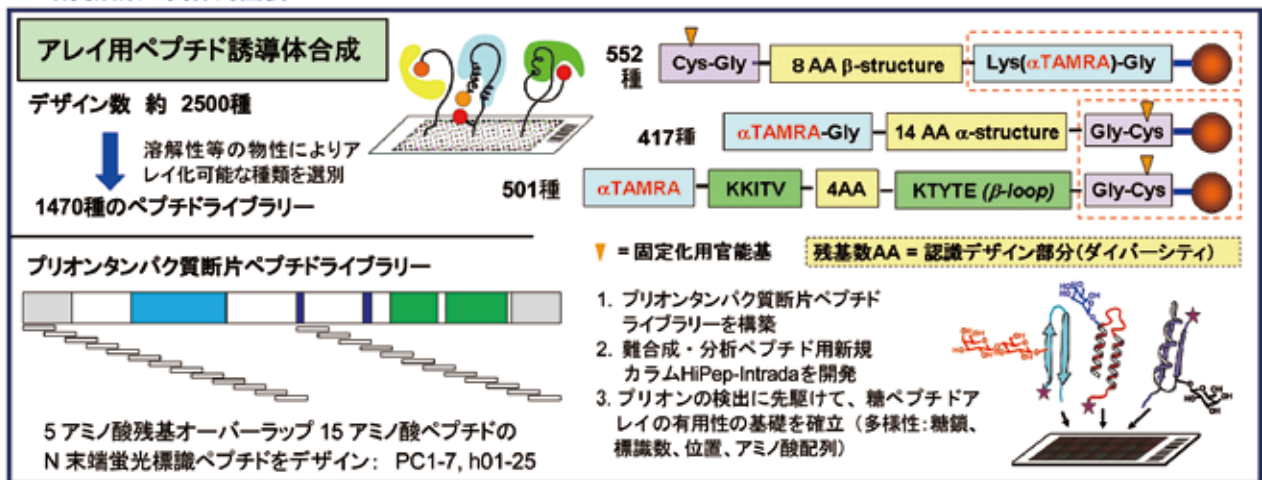 アレイ用ペプチド誘導体合成
デザイン数 約 2500種
溶解性等の物性によりア
レイ化可能な種類を選別
1470種のペプチドライブラリー
552
種
Cys-Gly
8 AA β-structure
Lys(αTAMRA)-Gly
417種
αTAMRA-Gly
14 AA α-structure
Gly-Cys
501種
αTAMRA
KKITV
4AA
KTYTE (β-loop)
Gly-Cys
= 固定化用官能基
残基数AA = 認識デザイン部分(ダイバーシティ)
プリオンタンパク質断片ペプチドライブラリー
5 アミノ酸残基オーバーラップ 15 アミノ酸ペプチドの
N 末端蛍光標識ペプチドをデザイン: PC1-7, h01-25
1. プリオンタンパク質断片ペプチド
ライブラリーを構築
2. 難合成・分析ペプチド用新規
カラムHiPep-Intradaを開発
3. プリオンの検出に先駆けて、糖ペプチドア
レイの有用性の基礎を確立(多様性:糖鎖、
標識数、位置、アミノ酸配列)